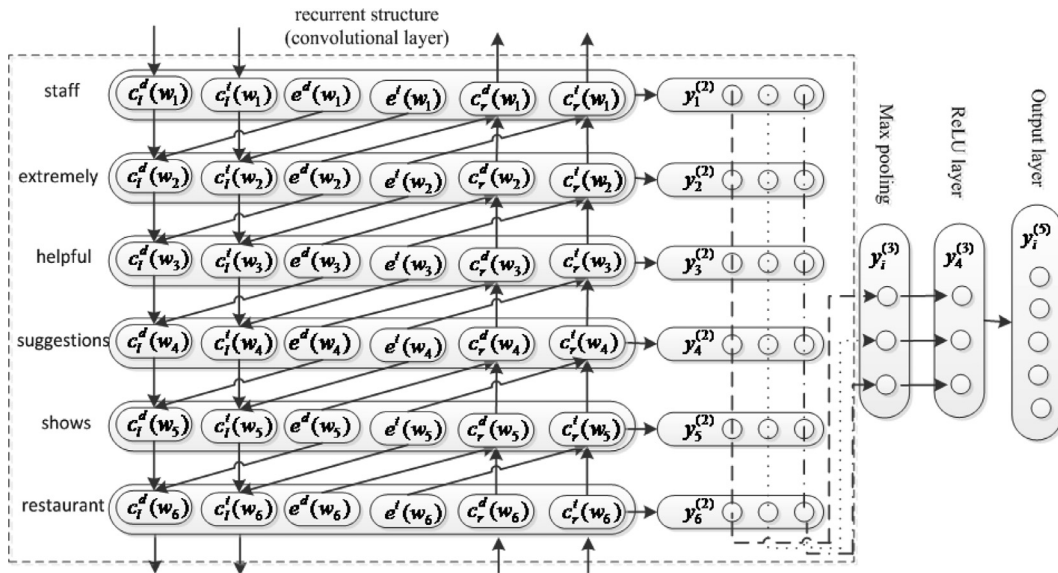 recurrent structure
(convolutional layer)
staff c_l^d(w_1) c_l^t(w_1) e^d(w_1) e^t(w_1) c_r^d(w_1) c_r^t(w_1) y_1^(2)
extremely c_l^d(w_2) c_l^t(w_2) e^d(w_2) e^t(w_2) c_r^d(w_2) c_r^t(w_2) y_2^(2)
helpful c_l^d(w_3) c_l^t(w_3) e^d(w_3) e^t(w_3) c_r^d(w_3) c_r^t(w_3) y_3^(2)
suggestions c_l^d(w_4) c_l^t(w_4) e^d(w_4) e^t(w_4) c_r^d(w_4) c_r^t(w_4) y_4^(2)
shows c_l^d(w_5) c_l^t(w_5) e^d(w_5) e^t(w_5) c_r^d(w_5) c_r^t(w_5) y_5^(2)
restaurant c_l^d(w_6) c_l^t(w_6) e^d(w_6) e^t(w_6) c_r^d(w_6) c_r^t(w_6) y_6^(2)
Max pooling
y_i^(3)
ReLU layer
y_4^(3)
Output layer
y_i^(5)